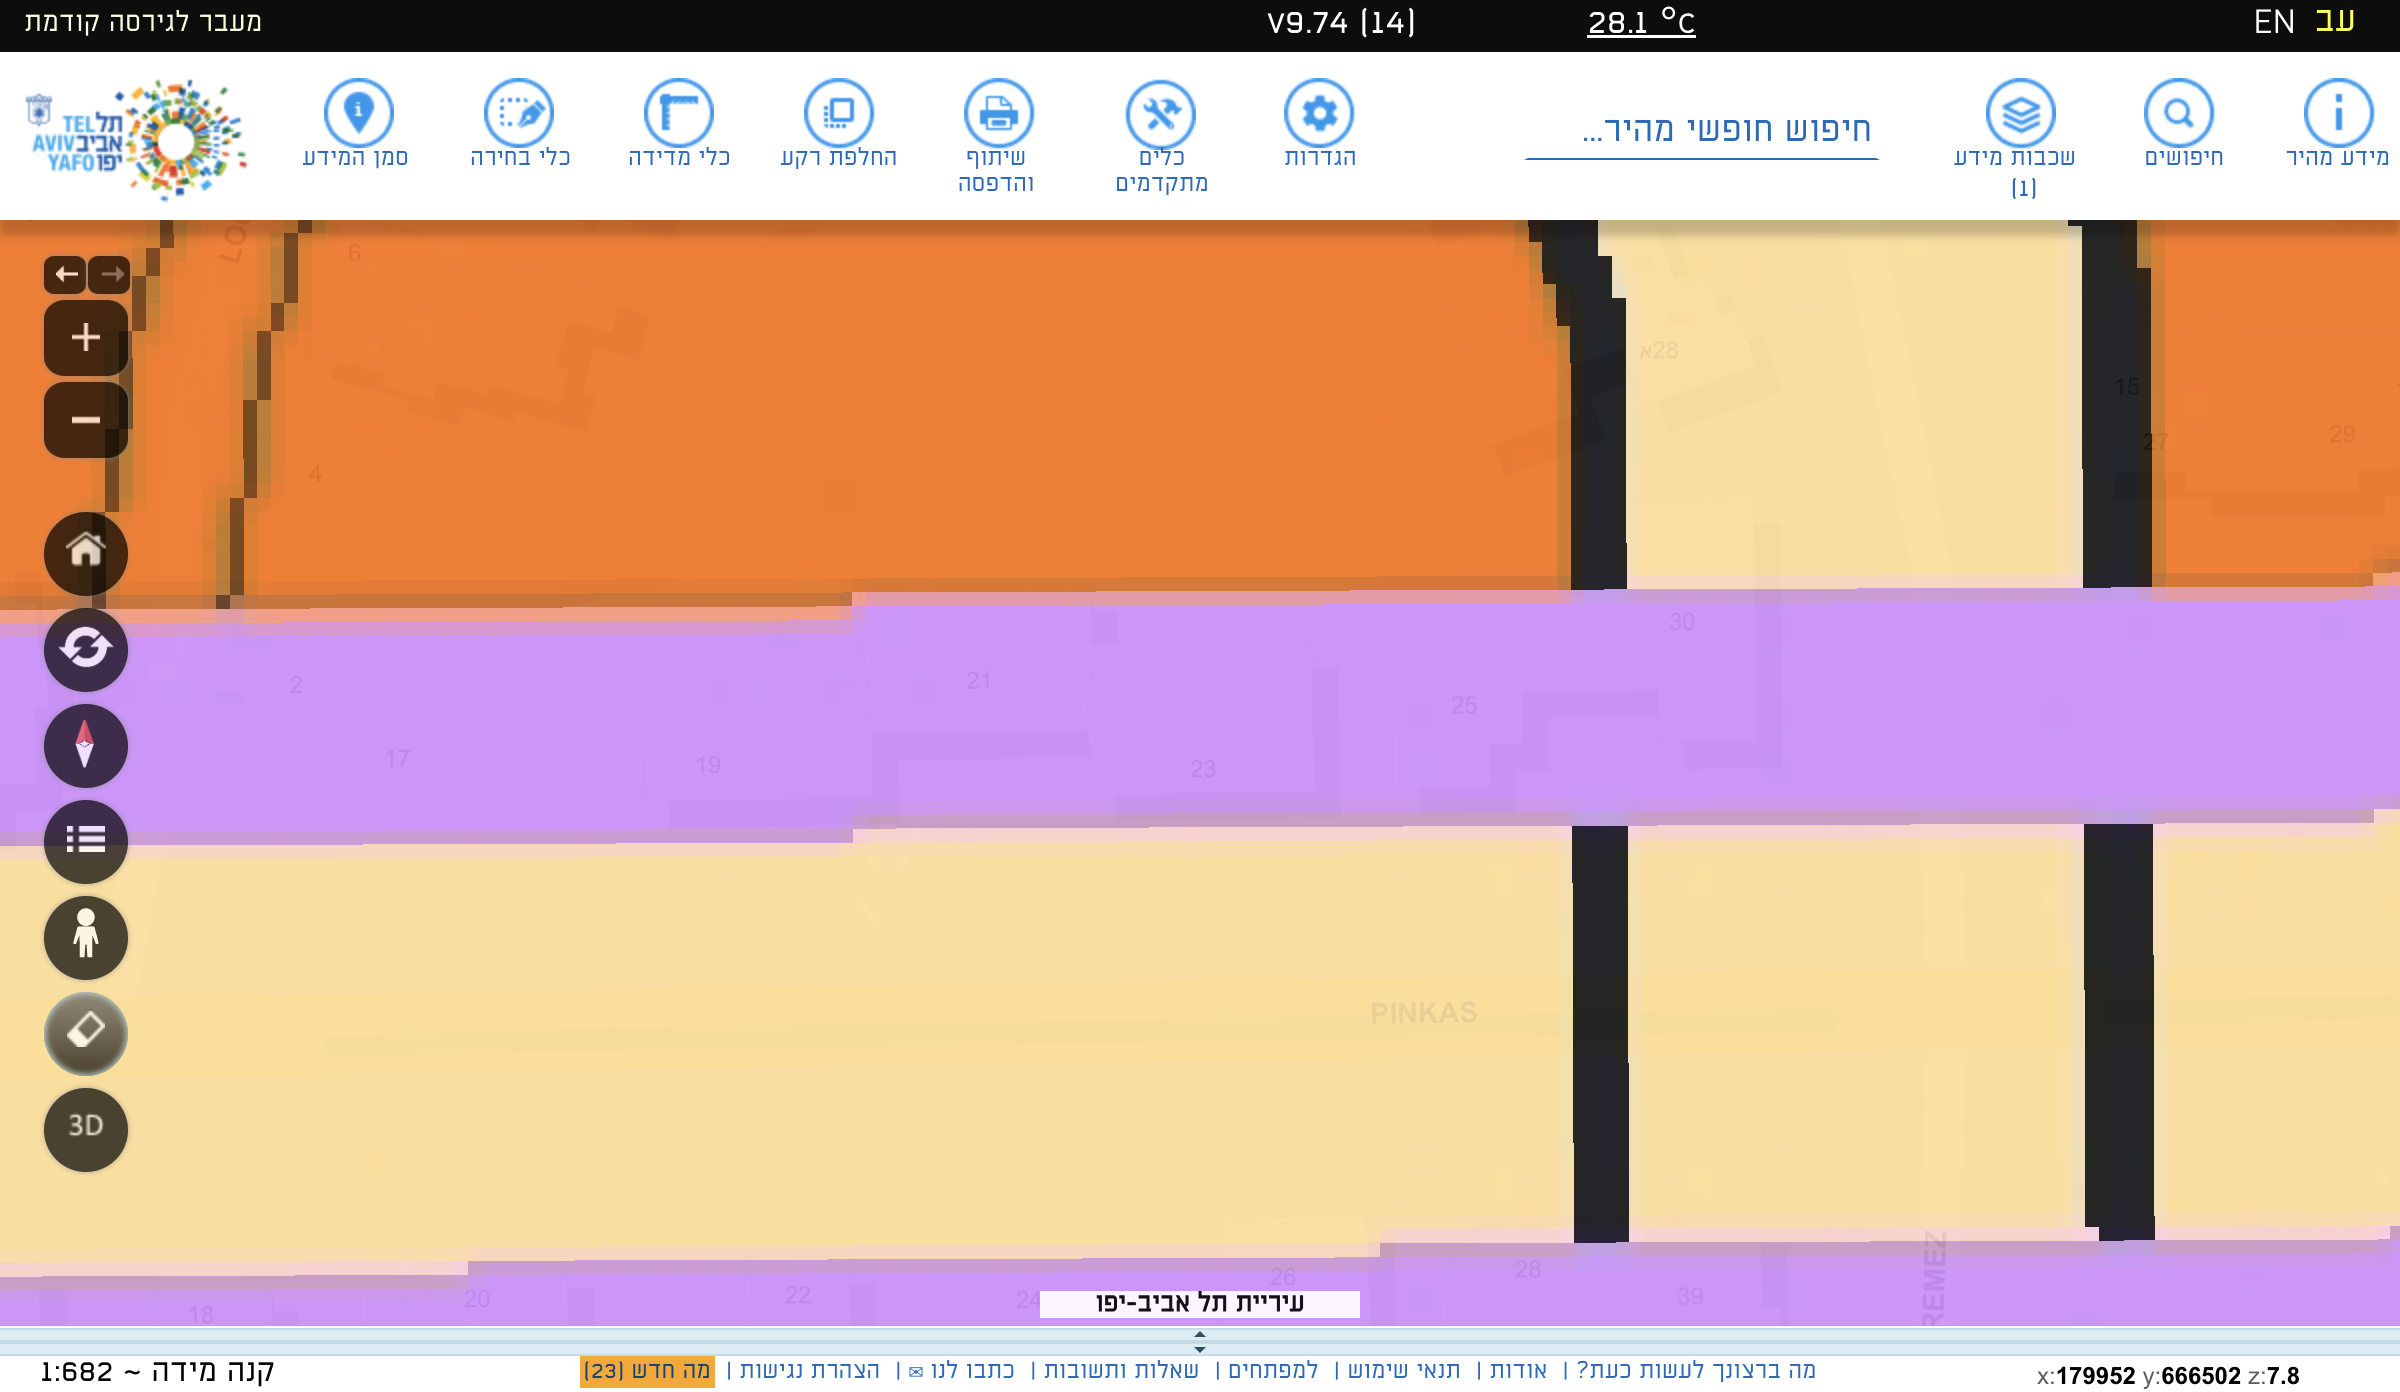 מעבר לגירסה קודמת
V9.74 (14)
28.1 °C
EN עב
תל TEL
אביב AVIV
יפו YAFO
סמן המידע
כלי בחירה
כלי מדידה
החלפת רקע
שיתוף
והדפסה
כלים
מתקדמים
הגדרות
חיפוש חופשי מהיר...
שכבות מידע
(1)
חיפושים
מידע מהיר
LO
6
28א
15
27
29
4
30
2
21
25
17
19
23
PINKAS
REMEZ
26
28
39
22
24
20
18
3D
עיריית תל אביב-יפו
קנה מידה ~ 1:682
מה ברצונך לעשות כעת? | אודות | תנאי שימוש | למפתחים | שאלות ותשובות | כתבו לנו ✉ | הצהרת נגישות | מה חדש (23)
x:179952 y:666502 z:7.8